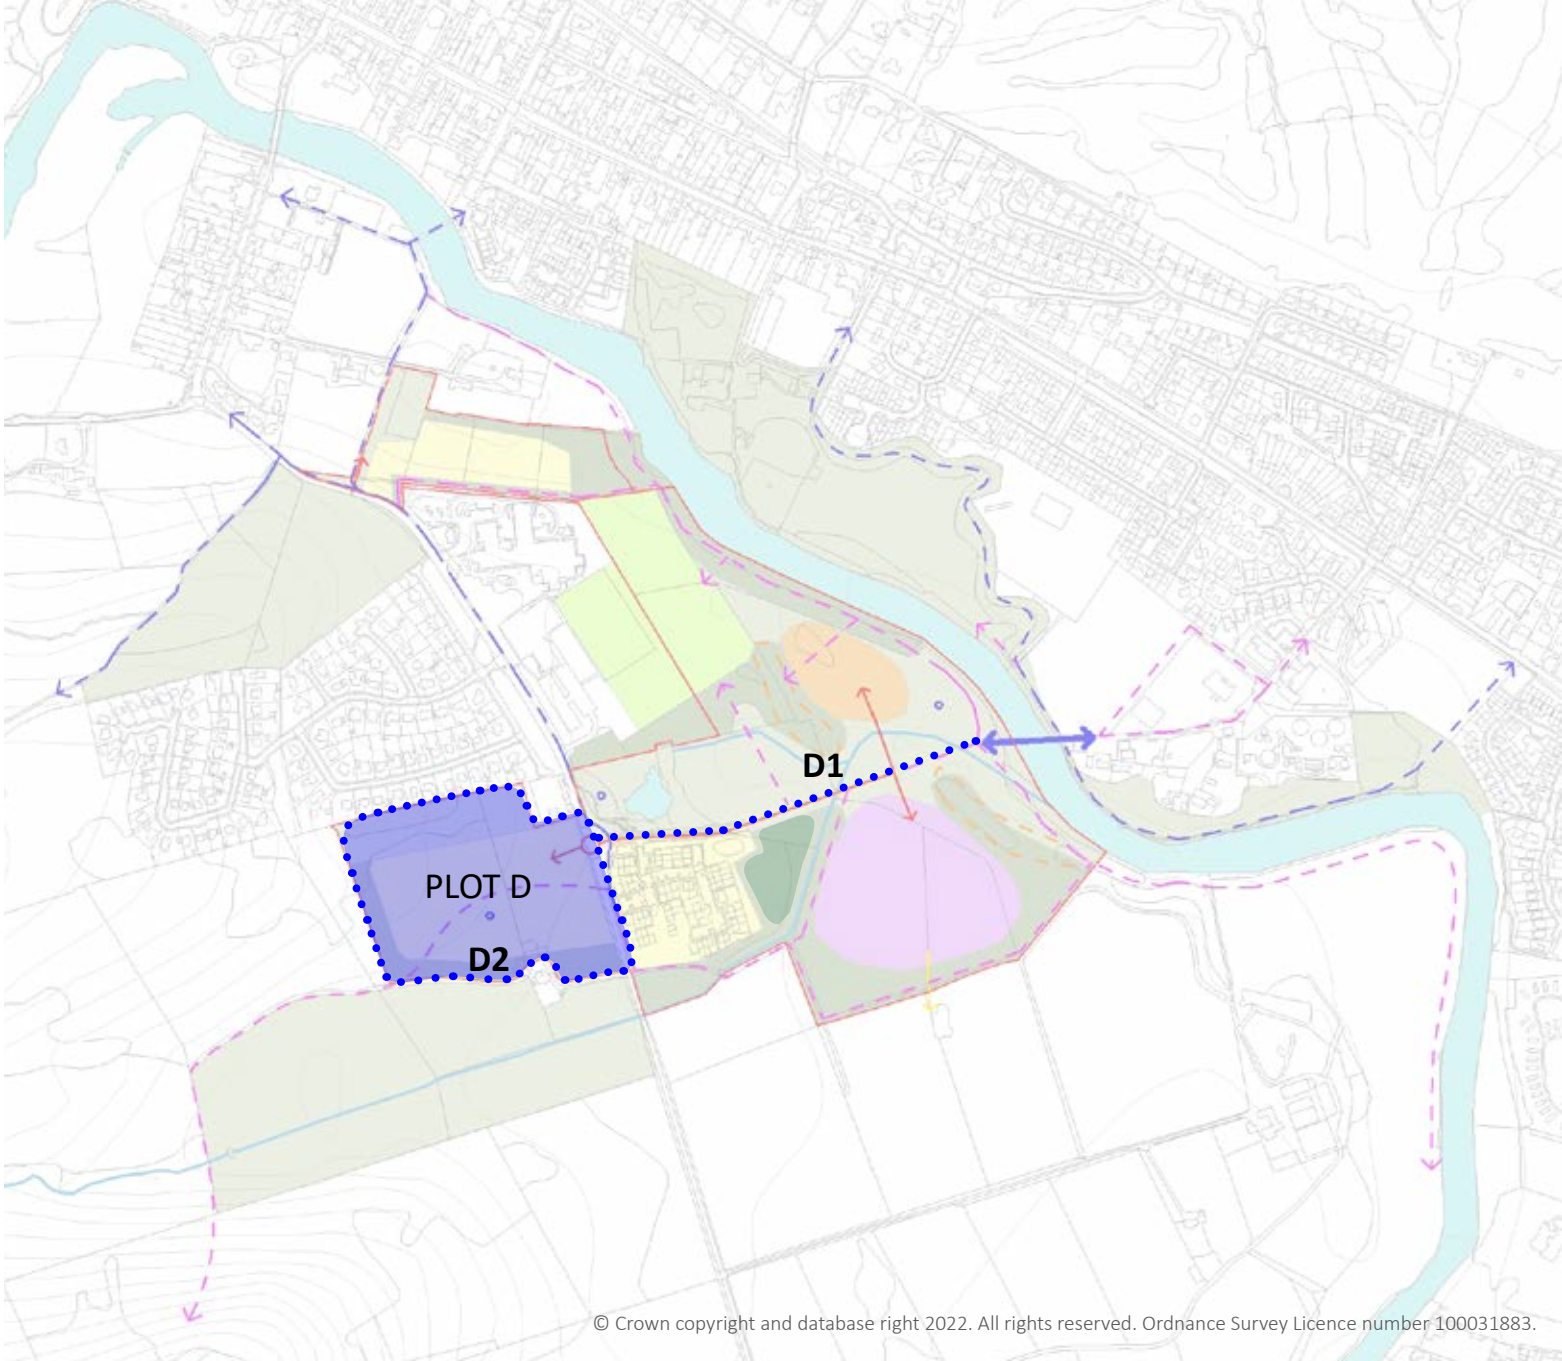 D1
PLOT D
D2
© Crown copyright and database right 2022. All rights reserved. Ordnance Survey Licence number 100031883.